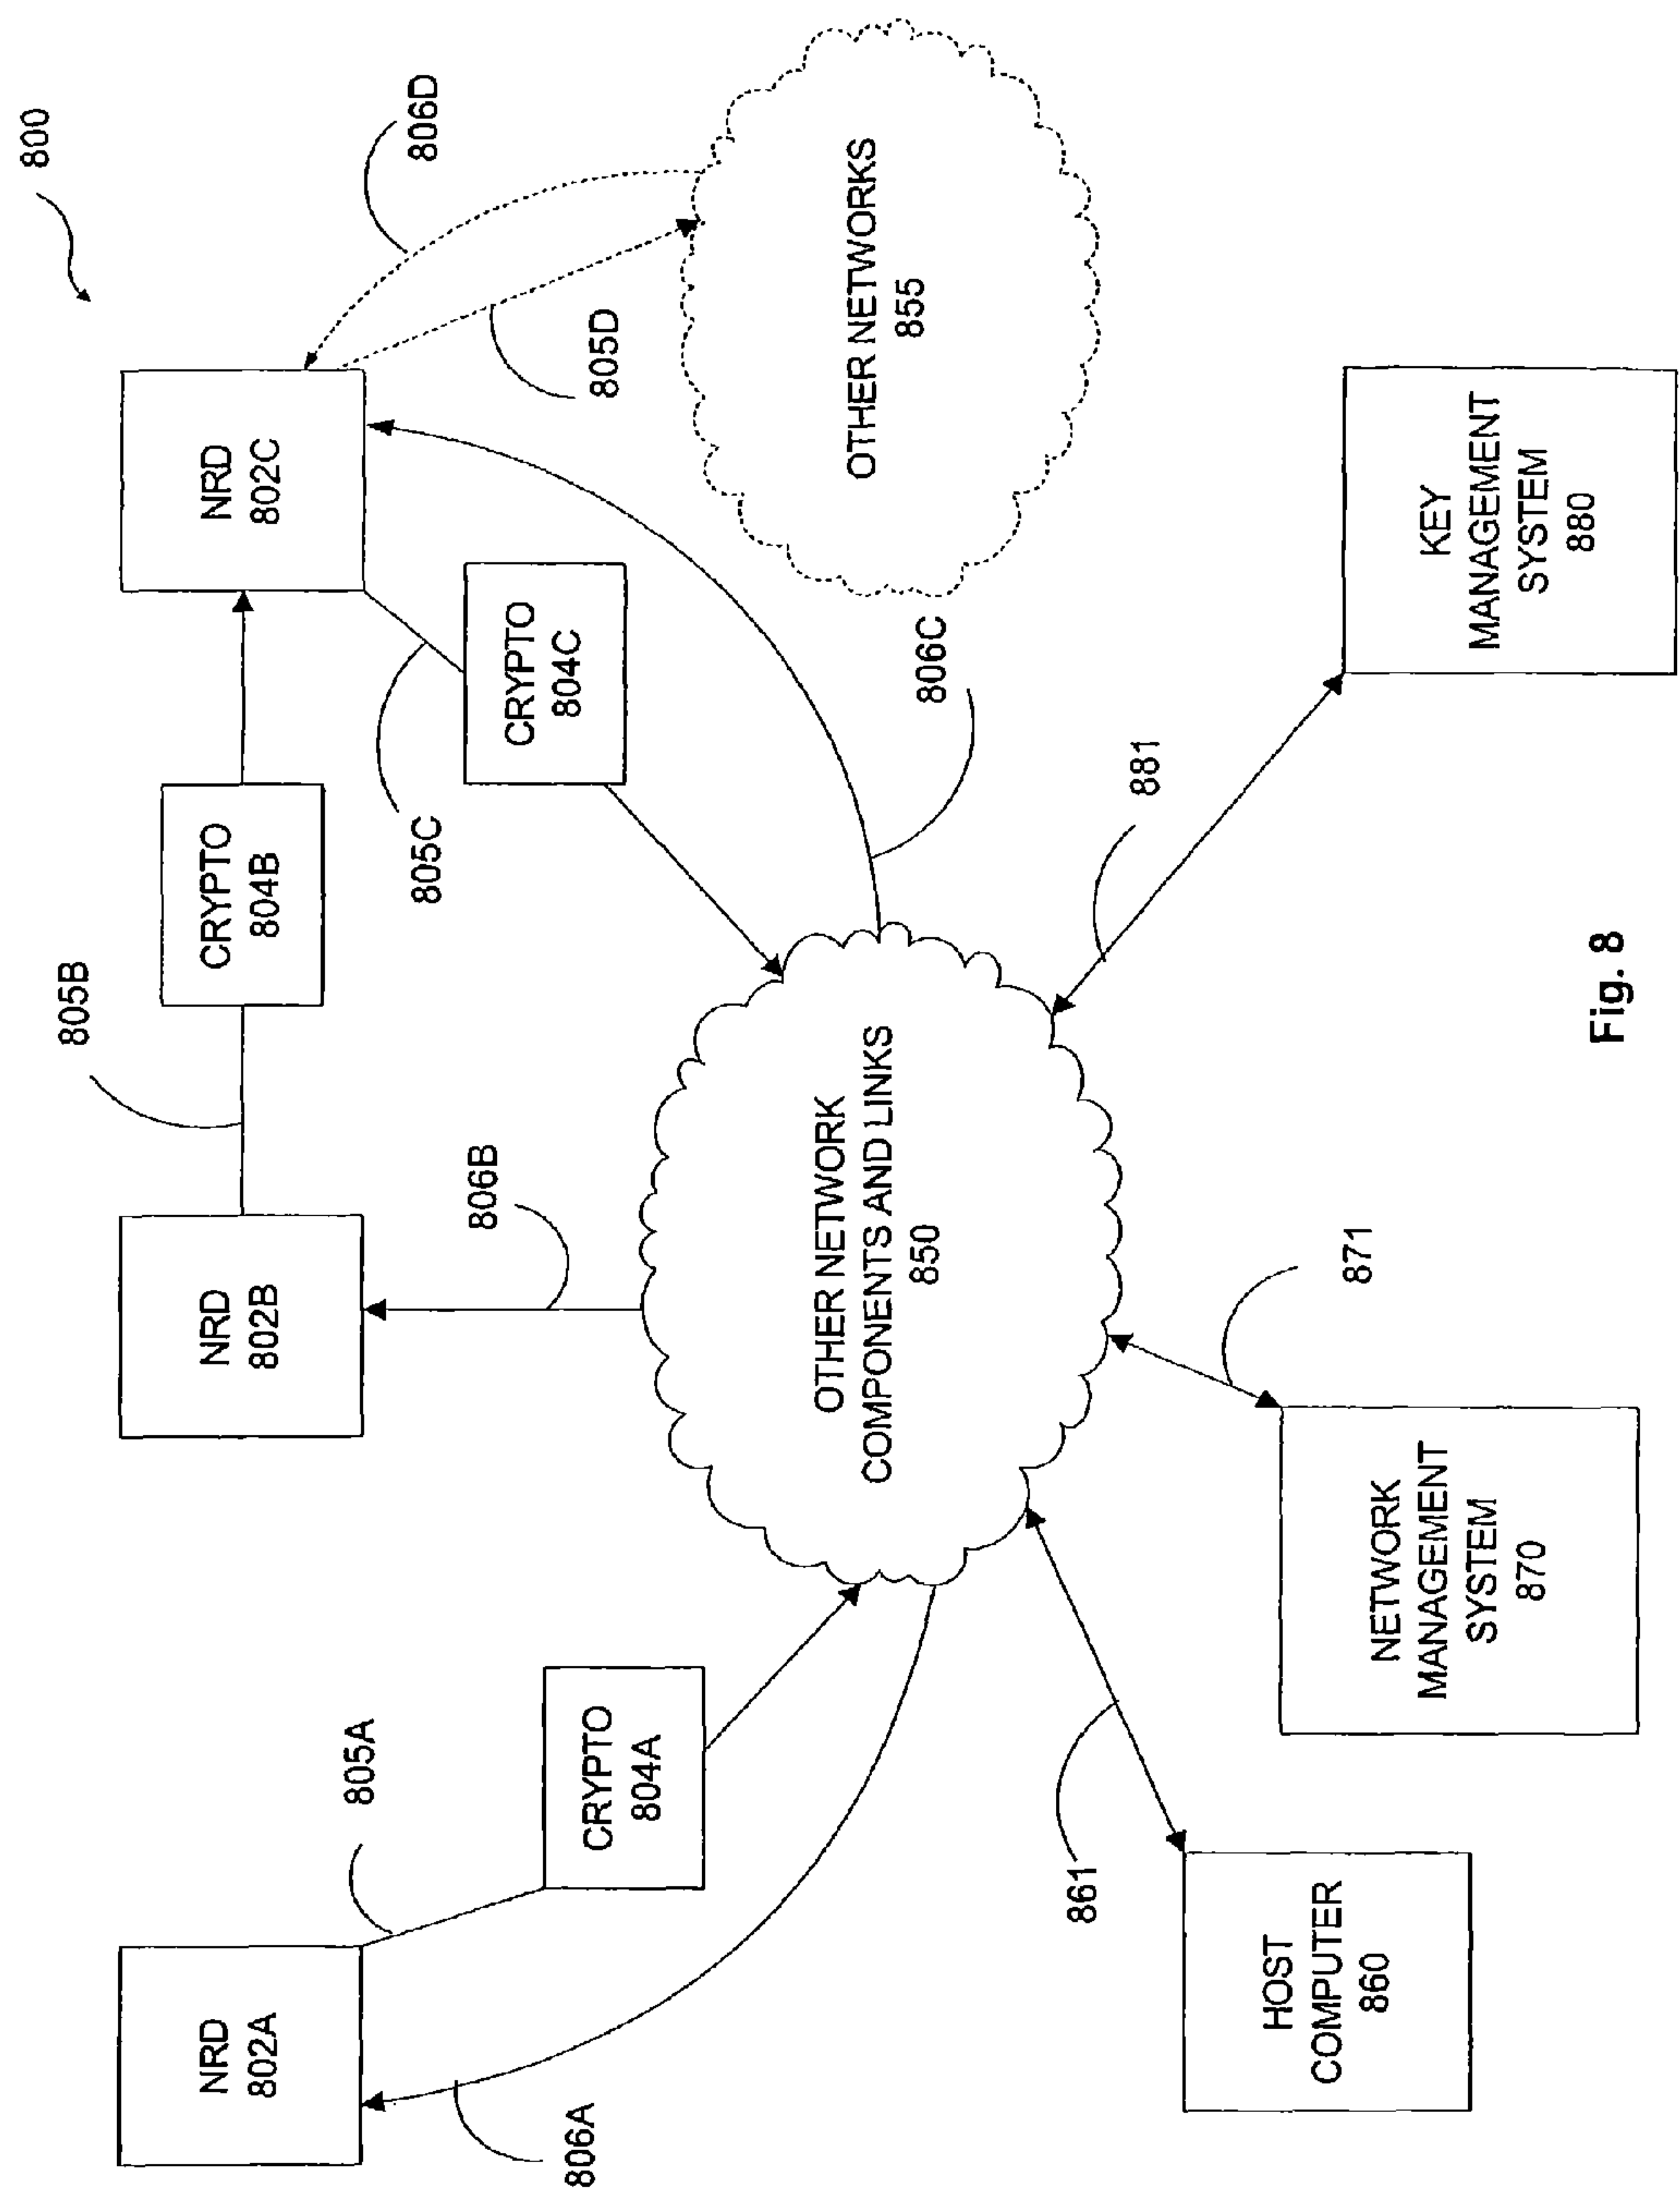 800
NRD
802A
NRD
802B
NRD
802C
805A
805B
CRYPTO
804B
806D
805D
806A
CRYPTO
804A
806B
805C
CRYPTO
804C
OTHER NETWORK
COMPONENTS AND LINKS
850
806C
OTHER NETWORKS
855
861
871
881
HOST
COMPUTER
860
NETWORK
MANAGEMENT
SYSTEM
870
KEY
MANAGEMENT
SYSTEM
880
Fig. 8